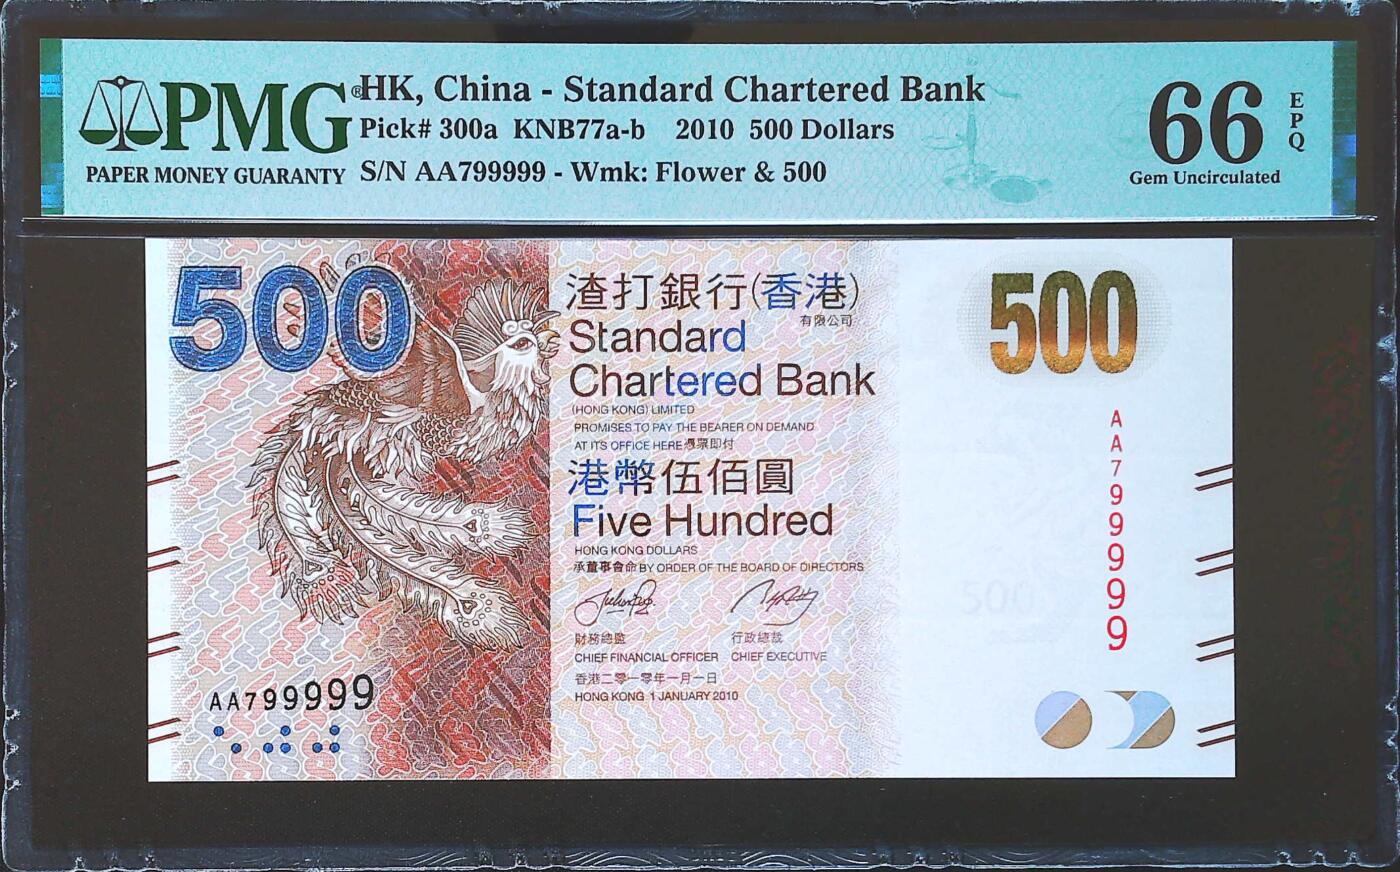 PMG®
PAPER MONEY GUARANTY
HK, China - Standard Chartered Bank
Pick# 300a KNB77a-b 2010 500 Dollars
S/N AA799999 - Wmk: Flower & 500
66
EPQ
Gem Uncirculated
500
渣打銀行(香港)
有限公司
Standard
Chartered Bank
(HONG KONG) LIMITED
PROMISES TO PAY THE BEARER ON DEMAND
AT ITS OFFICE HERE 憑票即付
港幣伍佰圓
Five Hundred
HONG KONG DOLLARS
承董事會命 BY ORDER OF THE BOARD OF DIRECTORS
財務總監 行政總裁
CHIEF FINANCIAL OFFICER CHIEF EXECUTIVE
香港二零一零年一月一日
HONG KONG 1 JANUARY 2010
AA799999
500
AA799999
500